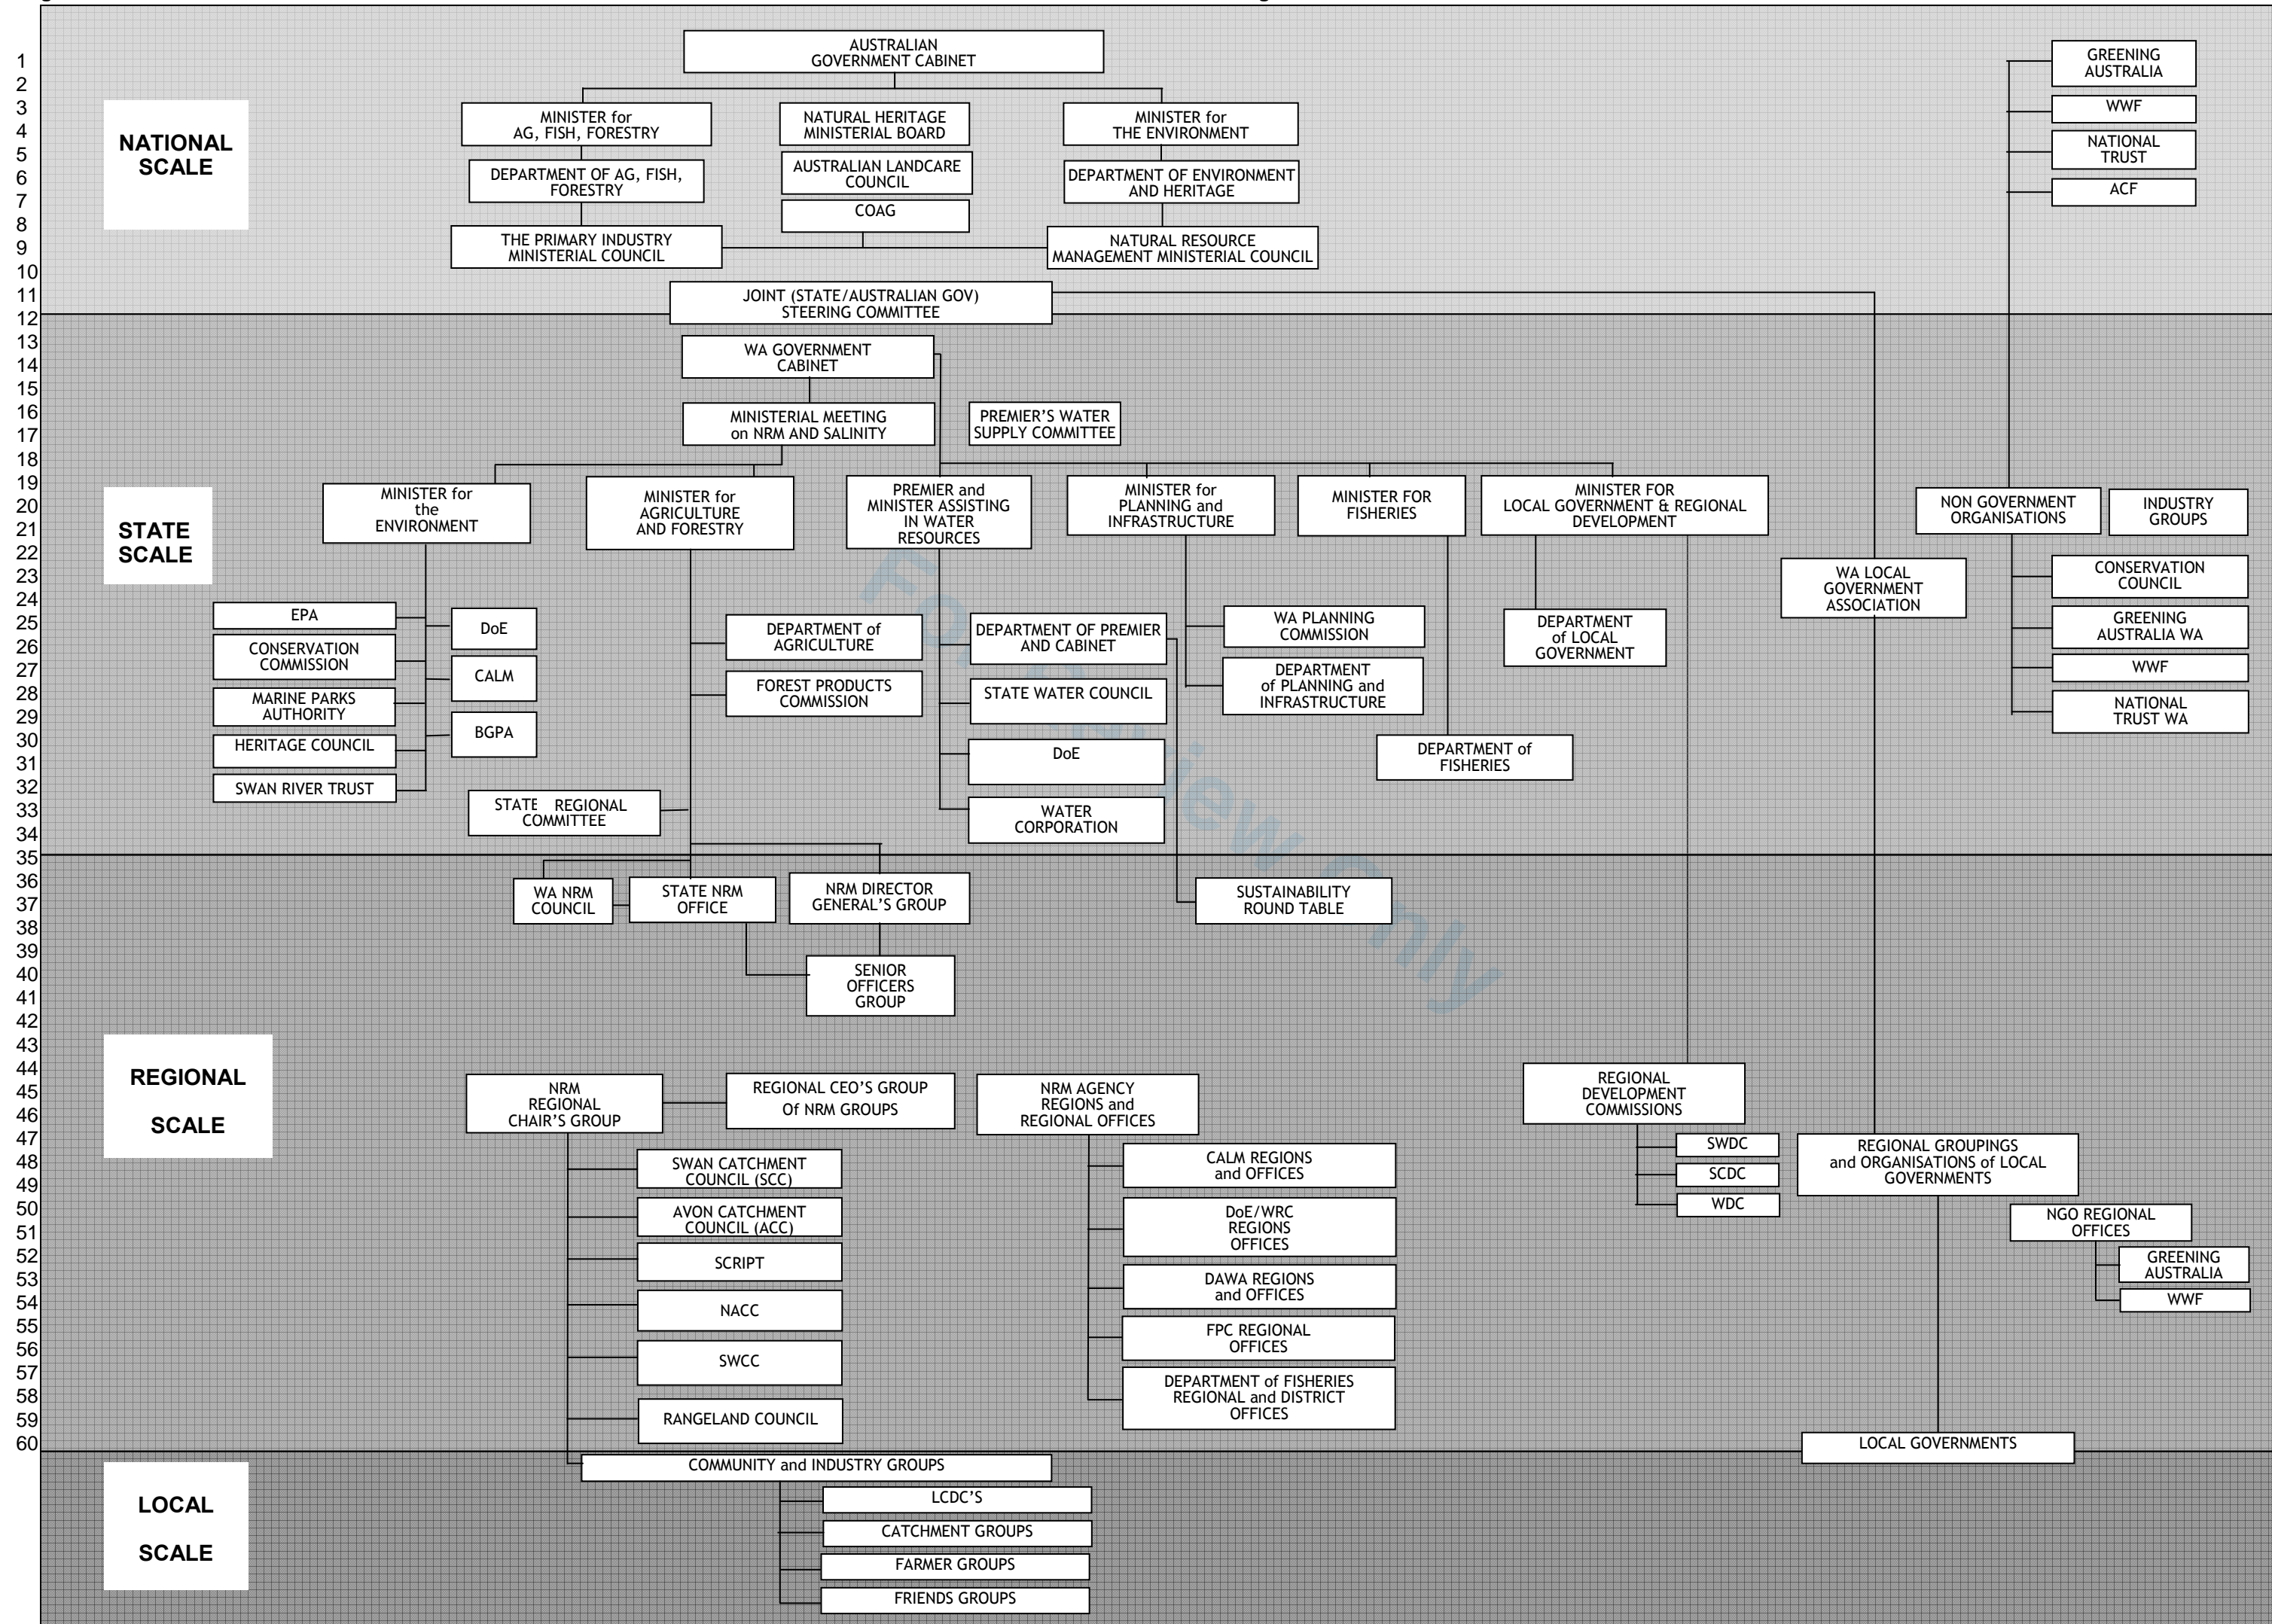 1
2
3
4
5
6
7
8
9
10
11
12
13
14
15
16
17
18
19
20
21
22
23
24
25
26
27
28
29
30
31
32
33
34
35
36
37
38
39
40
41
42
43
44
45
46
47
48
49
50
51
52
53
54
55
56
57
58
59
60
NATIONAL
SCALE
AUSTRALIAN
GOVERNMENT CABINET
MINISTER for
AG, FISH, FORESTRY
NATURAL HERITAGE
MINISTERIAL BOARD
MINISTER for
THE ENVIRONMENT
DEPARTMENT OF AG, FISH,
FORESTRY
AUSTRALIAN LANDCARE
COUNCIL
DEPARTMENT OF ENVIRONMENT
AND HERITAGE
COAG
THE PRIMARY INDUSTRY
MINISTERIAL COUNCIL
NATURAL RESOURCE
MANAGEMENT MINISTERIAL COUNCIL
JOINT (STATE/AUSTRALIAN GOV)
STEERING COMMITTEE
GREENING
AUSTRALIA
WWF
NATIONAL
TRUST
ACF
STATE
SCALE
WA GOVERNMENT
CABINET
MINISTERIAL MEETING
on NRM AND SALINITY
PREMIER'S WATER
SUPPLY COMMITTEE
MINISTER for
the
ENVIRONMENT
MINISTER for
AGRICULTURE
AND FORESTRY
PREMIER and
MINISTER ASSISTING
IN WATER
RESOURCES
MINISTER for
PLANNING and
INFRASTRUCTURE
MINISTER FOR
FISHERIES
MINISTER FOR
LOCAL GOVERNMENT & REGIONAL
DEVELOPMENT
NON GOVERNMENT
ORGANISATIONS
INDUSTRY
GROUPS
WA LOCAL
GOVERNMENT
ASSOCIATION
CONSERVATION
COUNCIL
GREENING
AUSTRALIA WA
WWF
NATIONAL
TRUST WA
EPA
CONSERVATION
COMMISSION
MARINE PARKS
AUTHORITY
HERITAGE COUNCIL
SWAN RIVER TRUST
DoE
CALM
BGPA
DEPARTMENT of
AGRICULTURE
FOREST PRODUCTS
COMMISSION
STATE REGIONAL
COMMITTEE
DEPARTMENT OF PREMIER
AND CABINET
STATE WATER COUNCIL
DoE
WATER
CORPORATION
WA PLANNING
COMMISSION
DEPARTMENT
of PLANNING and
INFRASTRUCTURE
DEPARTMENT of
FISHERIES
DEPARTMENT
of LOCAL
GOVERNMENT
For Review Only
REGIONAL
SCALE
WA NRM
COUNCIL
STATE NRM
OFFICE
NRM DIRECTOR
GENERAL'S GROUP
SUSTAINABILITY
ROUND TABLE
SENIOR
OFFICERS
GROUP
NRM
REGIONAL
CHAIR'S GROUP
REGIONAL CEO'S GROUP
Of NRM GROUPS
SWAN CATCHMENT
COUNCIL (SCC)
AVON CATCHMENT
COUNCIL (ACC)
SCRIPT
NACC
SWCC
RANGELAND COUNCIL
NRM AGENCY
REGIONS and
REGIONAL OFFICES
CALM REGIONS
and OFFICES
DoE/WRC
REGIONS
OFFICES
DAWA REGIONS
and OFFICES
FPC REGIONAL
OFFICES
DEPARTMENT of FISHERIES
REGIONAL and DISTRICT
OFFICES
REGIONAL
DEVELOPMENT
COMMISSIONS
SWDC
SCDC
WDC
REGIONAL GROUPINGS
and ORGANISATIONS of LOCAL
GOVERNMENTS
NGO REGIONAL
OFFICES
GREENING
AUSTRALIA
WWF
LOCAL GOVERNMENTS
LOCAL
SCALE
COMMUNITY and INDUSTRY GROUPS
LCDC'S
CATCHMENT GROUPS
FARMER GROUPS
FRIENDS GROUPS